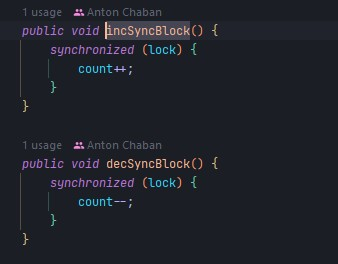 1 usage Anton Chaban
public void incSyncBlock() {
synchronized (lock) {
count++;
}
}
1 usage Anton Chaban
public void decSyncBlock() {
synchronized (lock) {
count--;
}
}